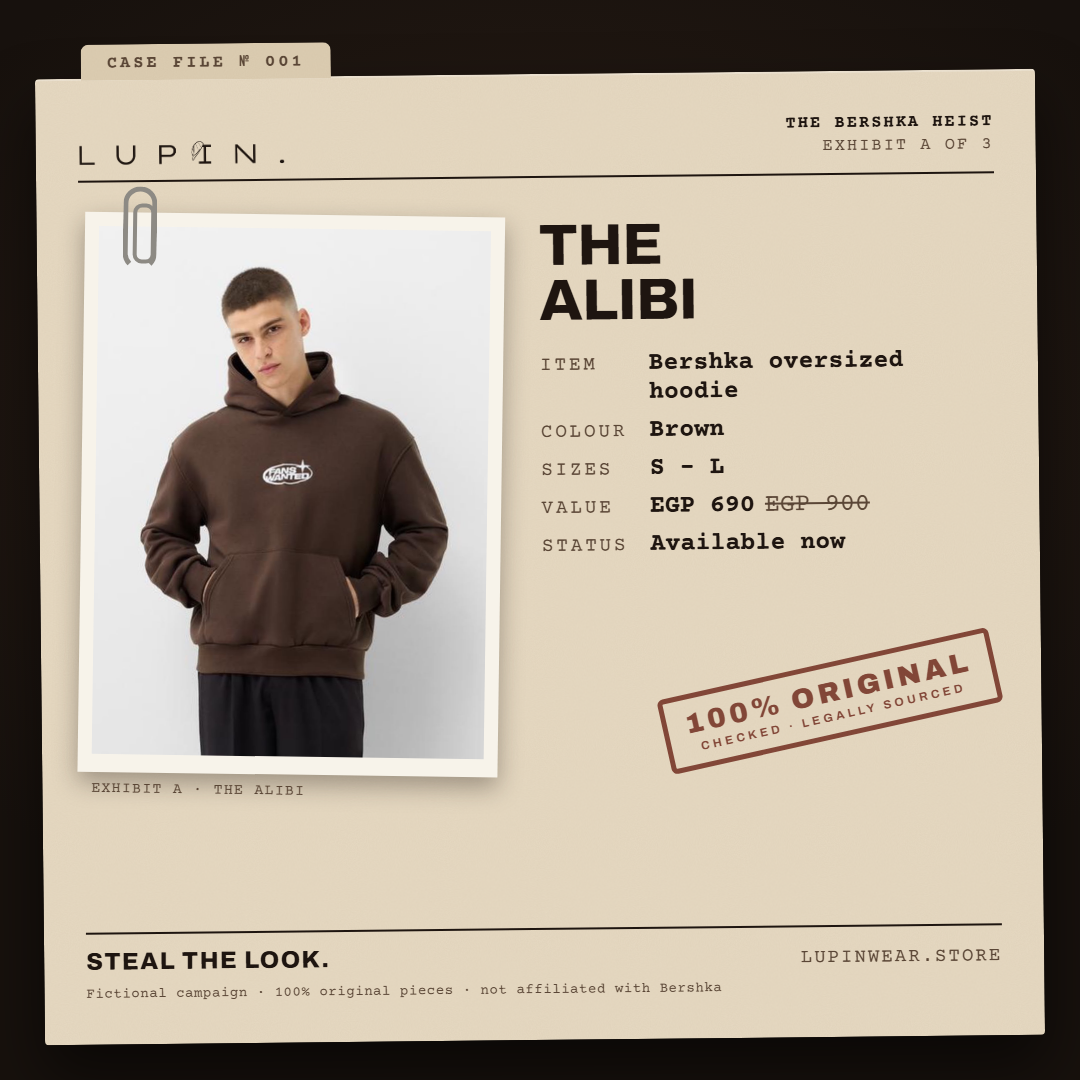 CASE FILE № 001
LUPIN.
THE BERSHKA HEIST
EXHIBIT A OF 3
THE
ALIBI
ITEM Bershka oversized
hoodie
COLOUR Brown
SIZES S – L
VALUE EGP 690 EGP 900
STATUS Available now
FANS
WANTED
100% ORIGINAL
CHECKED · LEGALLY SOURCED
EXHIBIT A · THE ALIBI
STEAL THE LOOK.
LUPINWEAR.STORE
Fictional campaign · 100% original pieces · not affiliated with Bershka